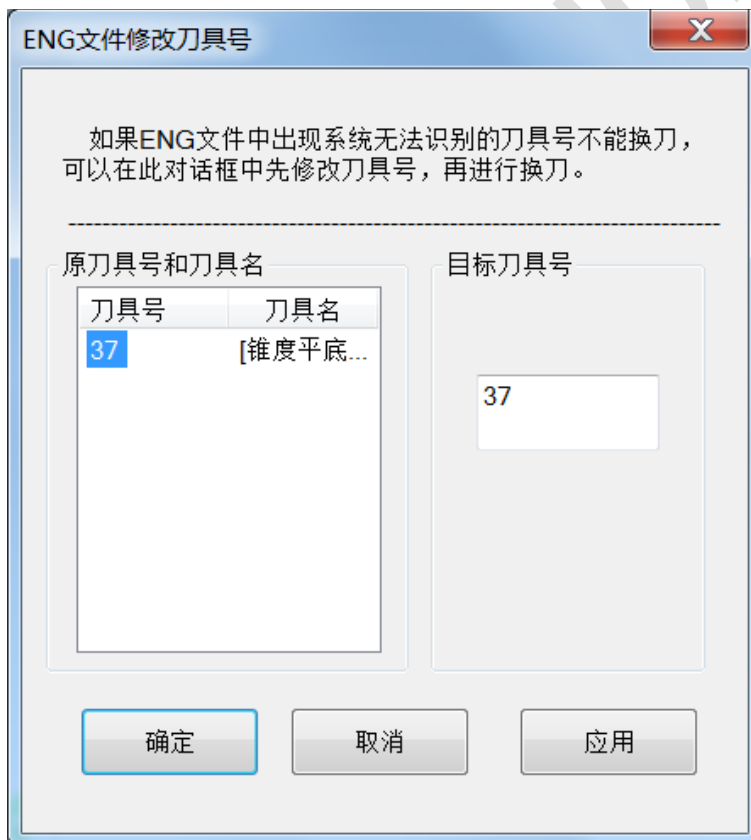 ENG文件修改刀具号
如果ENG文件中出现系统无法识别的刀具号不能换刀，
可以在此对话框中先修改刀具号，再进行换刀。
原刀具号和刀具名
目标刀具号
刀具号 刀具名
37 [锥度平底...
37
确定 取消 应用